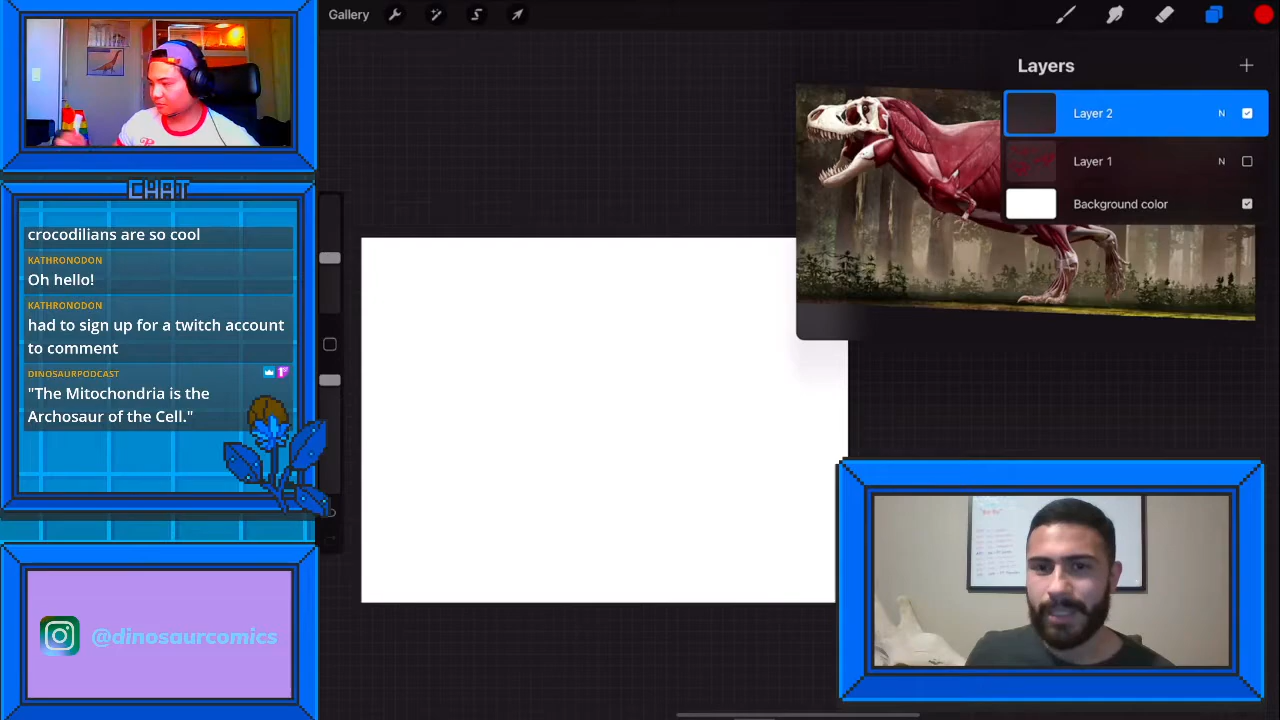 Gallery
Layers
Layer 2
N
Layer 1
N
Background color
CHAT
crocodilians are so cool
KATHRONODON
Oh hello!
KATHRONODON
had to sign up for a twitch account
to comment
DINOSAURPODCAST
"The Mitochondria is the
Archosaur of the Cell."
@dinosaurcomics